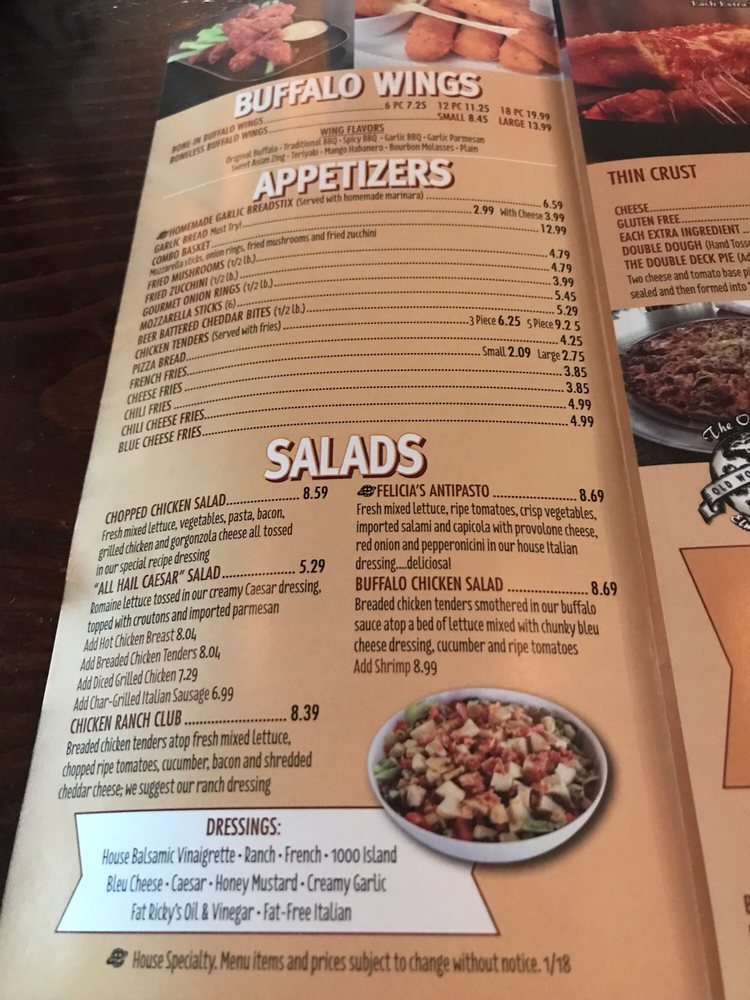 Each Extra
BUFFALO WINGS
BONE-IN BUFFALO WINGS 6 PC 7.25 12 PC 11.25 18 PC 19.99
BONELESS BUFFALO WINGS SMALL 8.45 LARGE 13.99
WING FLAVORS
Original Buffalo • Traditional BBQ • Spicy BBQ • Garlic BBQ • Garlic Parmesan
Sweet Asian Zing • Teriyaki • Mango Habanero • Bourbon Molasses • Plain
APPETIZERS
HOMEMADE GARLIC BREADSTIX (Served with homemade marinara) 6.59
GARLIC BREAD Must Try! 2.99 With Cheese 3.99
COMBO BASKET 12.99
Mozzarella sticks, onion rings, fried mushrooms and fried zucchini
FRIED MUSHROOMS (1/2 lb.) 4.79
FRIED ZUCCHINI (1/2 lb.) 4.79
GOURMET ONION RINGS (1/2 lb.) 3.99
MOZZARELLA STICKS (6) 5.45
BEER BATTERED CHEDDAR BITES (1/2 lb.) 5.29
CHICKEN TENDERS (Served with fries) 3 Piece 6.25 5 Piece 9.2 5
PIZZA BREAD 4.25
FRENCH FRIES Small 2.09 Large 2.75
CHEESE FRIES 3.85
CHILI FRIES 3.85
CHILI CHEESE FRIES 4.99
BLUE CHEESE FRIES 4.99
SALADS
CHOPPED CHICKEN SALAD 8.59
Fresh mixed lettuce, vegetables, pasta, bacon,
grilled chicken and gorgonzola cheese all tossed
in our special recipe dressing
"ALL HAIL CAESAR" SALAD 5.29
Romaine lettuce tossed in our creamy Caesar dressing,
topped with croutons and imported parmesan
Add Hot Chicken Breast 8.04
Add Breaded Chicken Tenders 8.04
Add Diced Grilled Chicken 7.29
Add Char-Grilled Italian Sausage 6.99
CHICKEN RANCH CLUB 8.39
Breaded chicken tenders atop fresh mixed lettuce,
chopped ripe tomatoes, cucumber, bacon and shredded
cheddar cheese; we suggest our ranch dressing
FELICIA'S ANTIPASTO 8.69
Fresh mixed lettuce, ripe tomatoes, crisp vegetables,
imported salami and capicola with provolone cheese,
red onion and pepperonicini in our house Italian
dressing....deliciosa!
BUFFALO CHICKEN SALAD 8.69
Breaded chicken tenders smothered in our buffalo
sauce atop a bed of lettuce mixed with chunky bleu
cheese dressing, cucumber and ripe tomatoes
Add Shrimp 8.99
DRESSINGS:
House Balsamic Vinaigrette • Ranch • French • 1000 Island
Bleu Cheese • Caesar • Honey Mustard • Creamy Garlic
Fat Ricky's Oil & Vinegar • Fat-Free Italian
House Specialty. Menu items and prices subject to change without notice. 1/18
THIN CRUST
CHEESE
GLUTEN FREE
EACH EXTRA INGREDIENT
DOUBLE DOUGH (Hand Tosse
THE DOUBLE DECK PIE (Ad
Two cheese and tomato base p
sealed and then formed into
The O
OLD WO